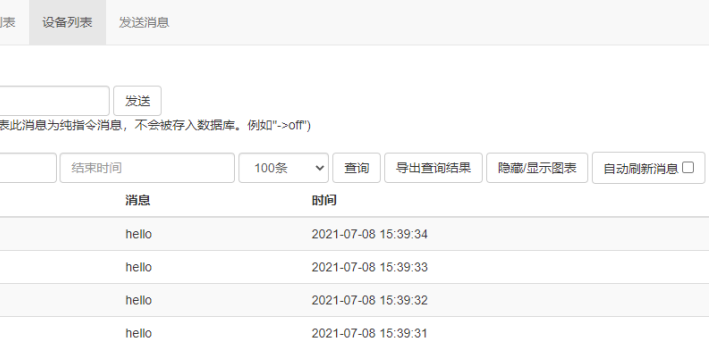 列表 设备列表 发送消息
发送
表此消息为纯指令消息，不会被存入数据库。例如"->off")
结束时间 100条 查询 导出查询结果 隐藏/显示图表 自动刷新消息
消息 时间
hello 2021-07-08 15:39:34
hello 2021-07-08 15:39:33
hello 2021-07-08 15:39:32
hello 2021-07-08 15:39:31